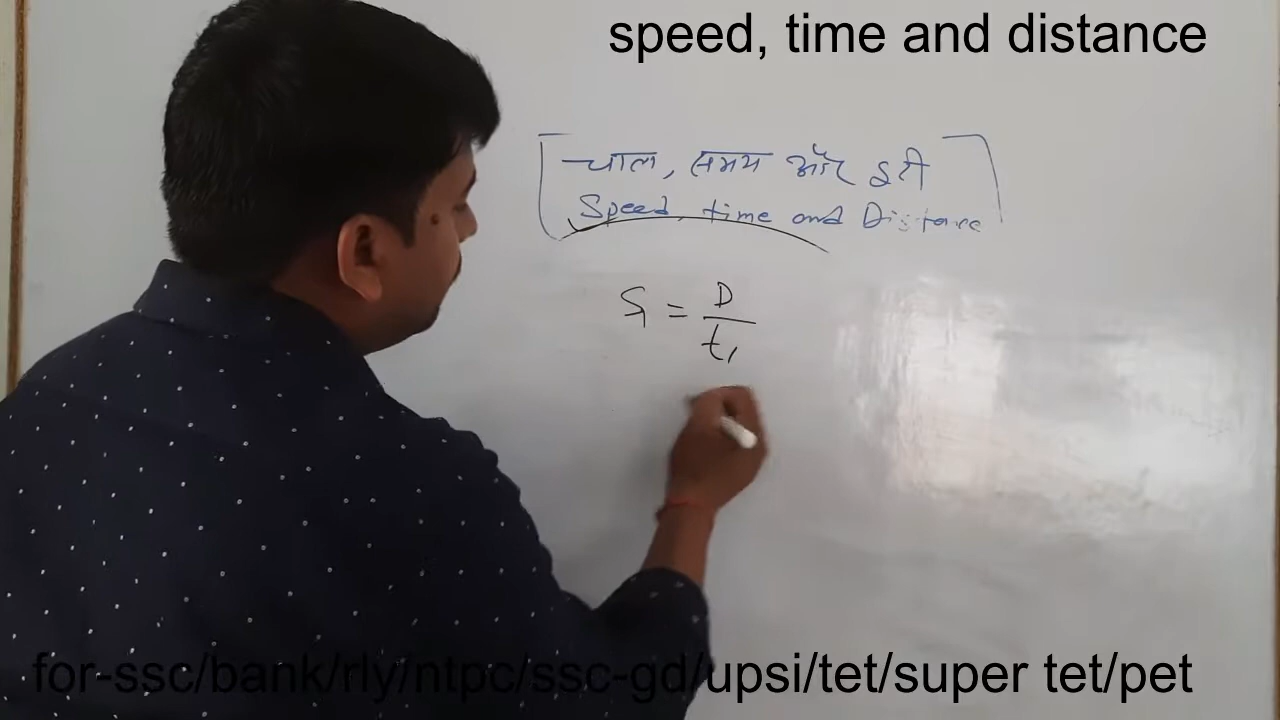 speed, time and distance
चाल, समय और दूरी
Speed, time and Distance
S = D/t
for-ssc/bank/rly/ntpc/ssc-gd/upsi/tet/super tet/pet